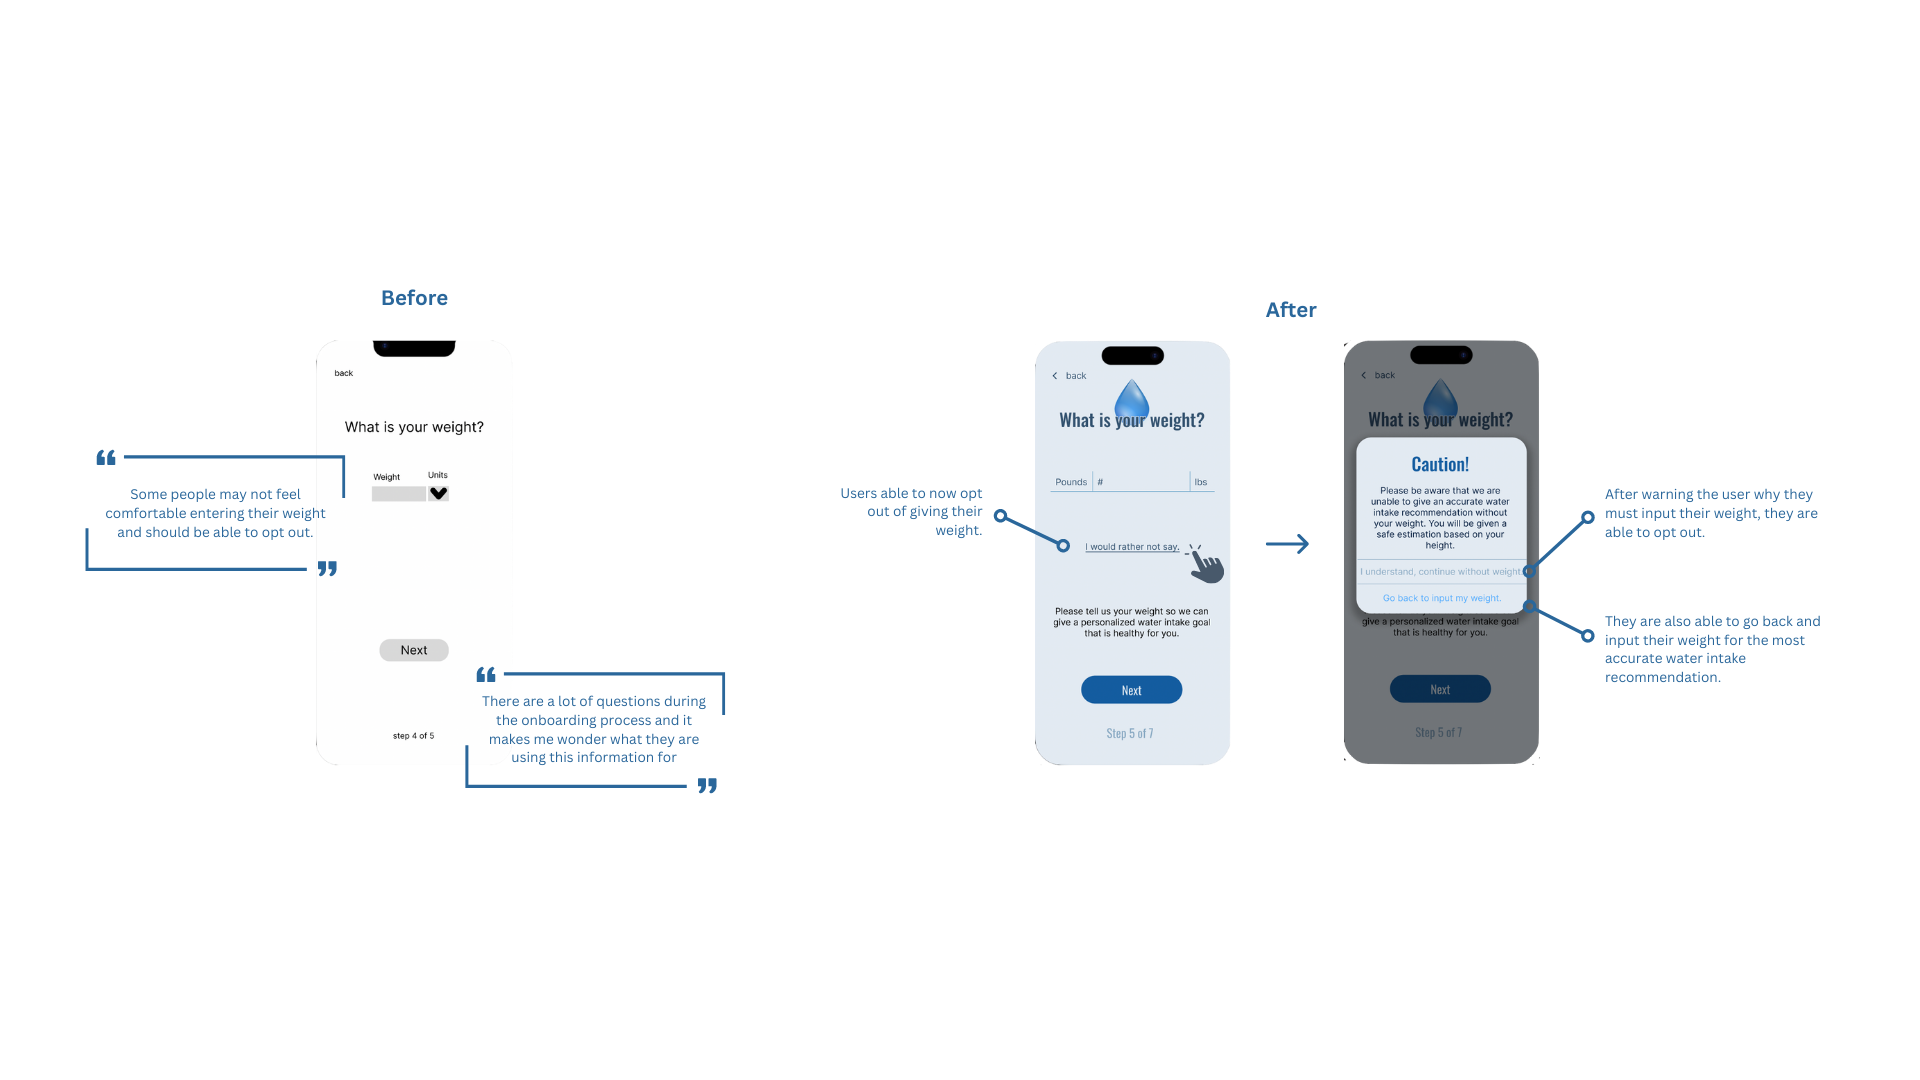 Before
back
What is your weight?
Weight
Units
“
Some people may not feel
comfortable entering their weight
and should be able to opt out.
”
Next
step 4 of 5
“
There are a lot of questions during
the onboarding process and it
makes me wonder what they are
using this information for
”
After
Users able to now opt
out of giving their
weight.
back
What is your weight?
Pounds # lbs
I would rather not say.
Please tell us your weight so we can
give a personalized water intake goal
that is healthy for you.
Next
Step 5 of 7
back
What is your weight?
Caution!
Please be aware that we are
unable to give an accurate water
intake recommendation without
your weight. You will be given a
safe estimation based on your
height.
I understand, continue without weight.
Go back to input my weight.
give a personalized water intake goal
that is healthy for you.
Next
Step 5 of 7
After warning the user why they
must input their weight, they are
able to opt out.
They are also able to go back and
input their weight for the most
accurate water intake
recommendation.